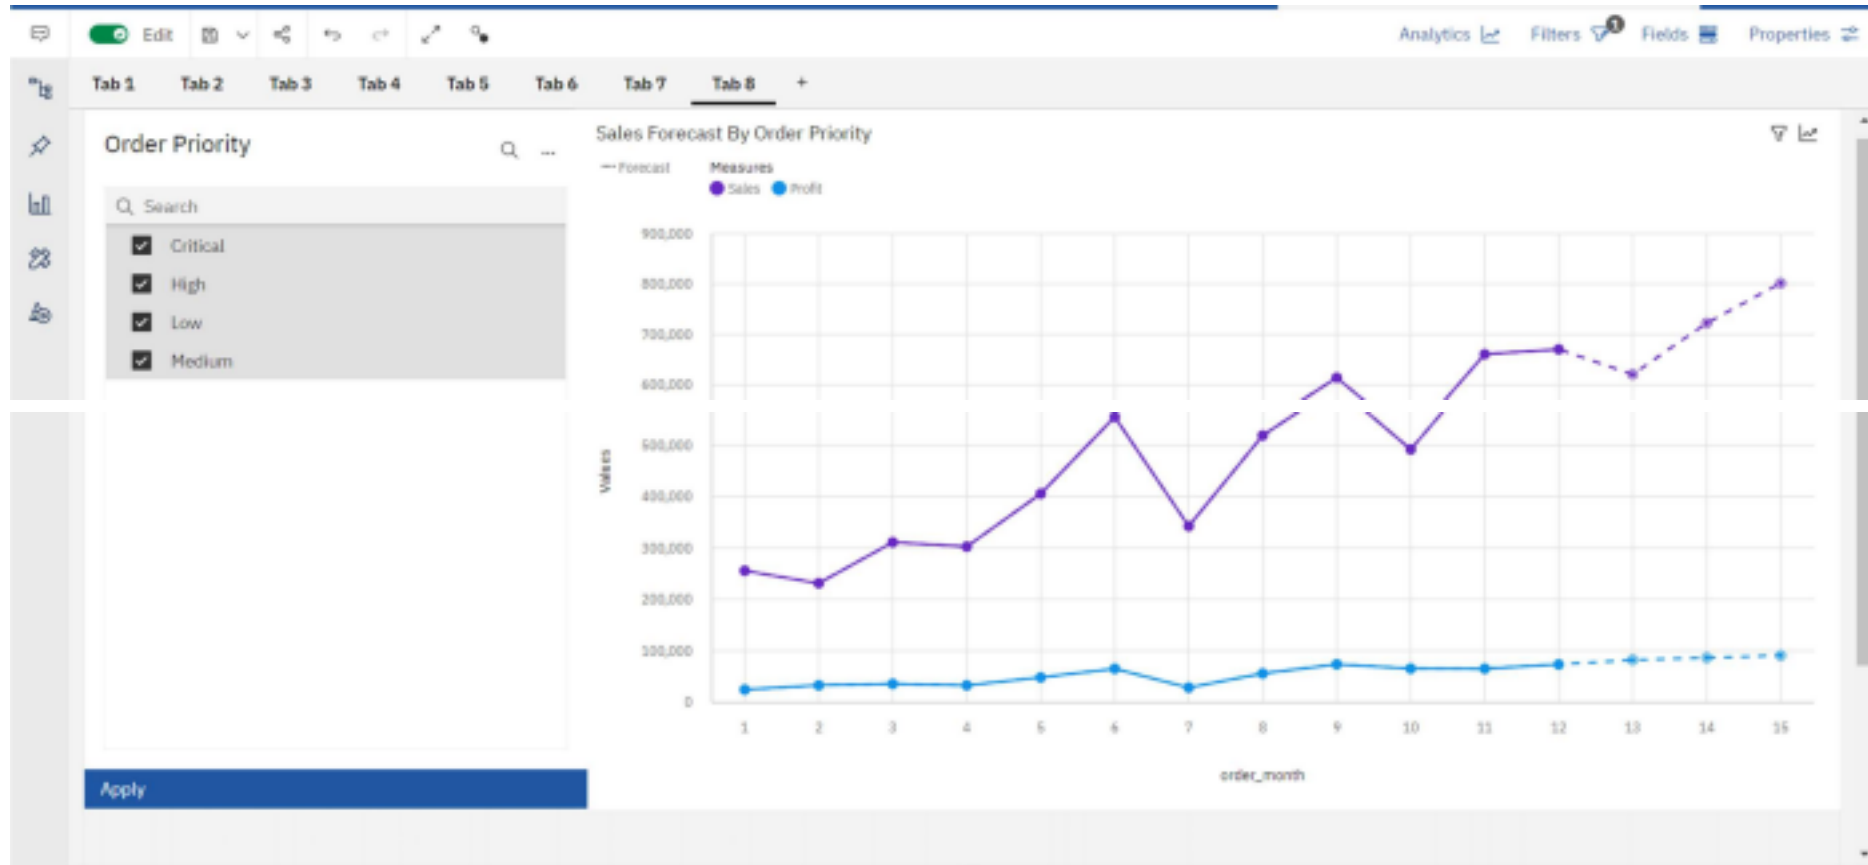 Edit
Analytics
Filters 1
Fields
Properties
Tab 1 Tab 2 Tab 3 Tab 4 Tab 5 Tab 6 Tab 7 Tab 8 +
Order Priority
...
Search
Critical
High
Low
Medium
Apply
Sales Forecast By Order Priority
Forecast
Measures
Sales Profit
900,000
800,000
700,000
600,000
500,000
400,000
300,000
200,000
100,000
0
Values
1 2 3 4 5 6 7 8 9 10 11 12 13 14 15
order_month